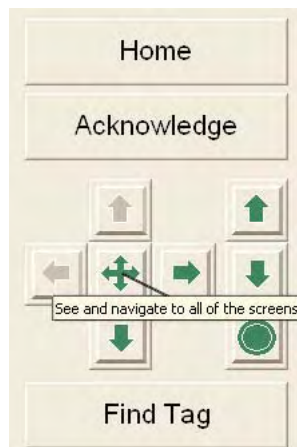 Home
Acknowledge
See and navigate to all of the screens
Find Tag